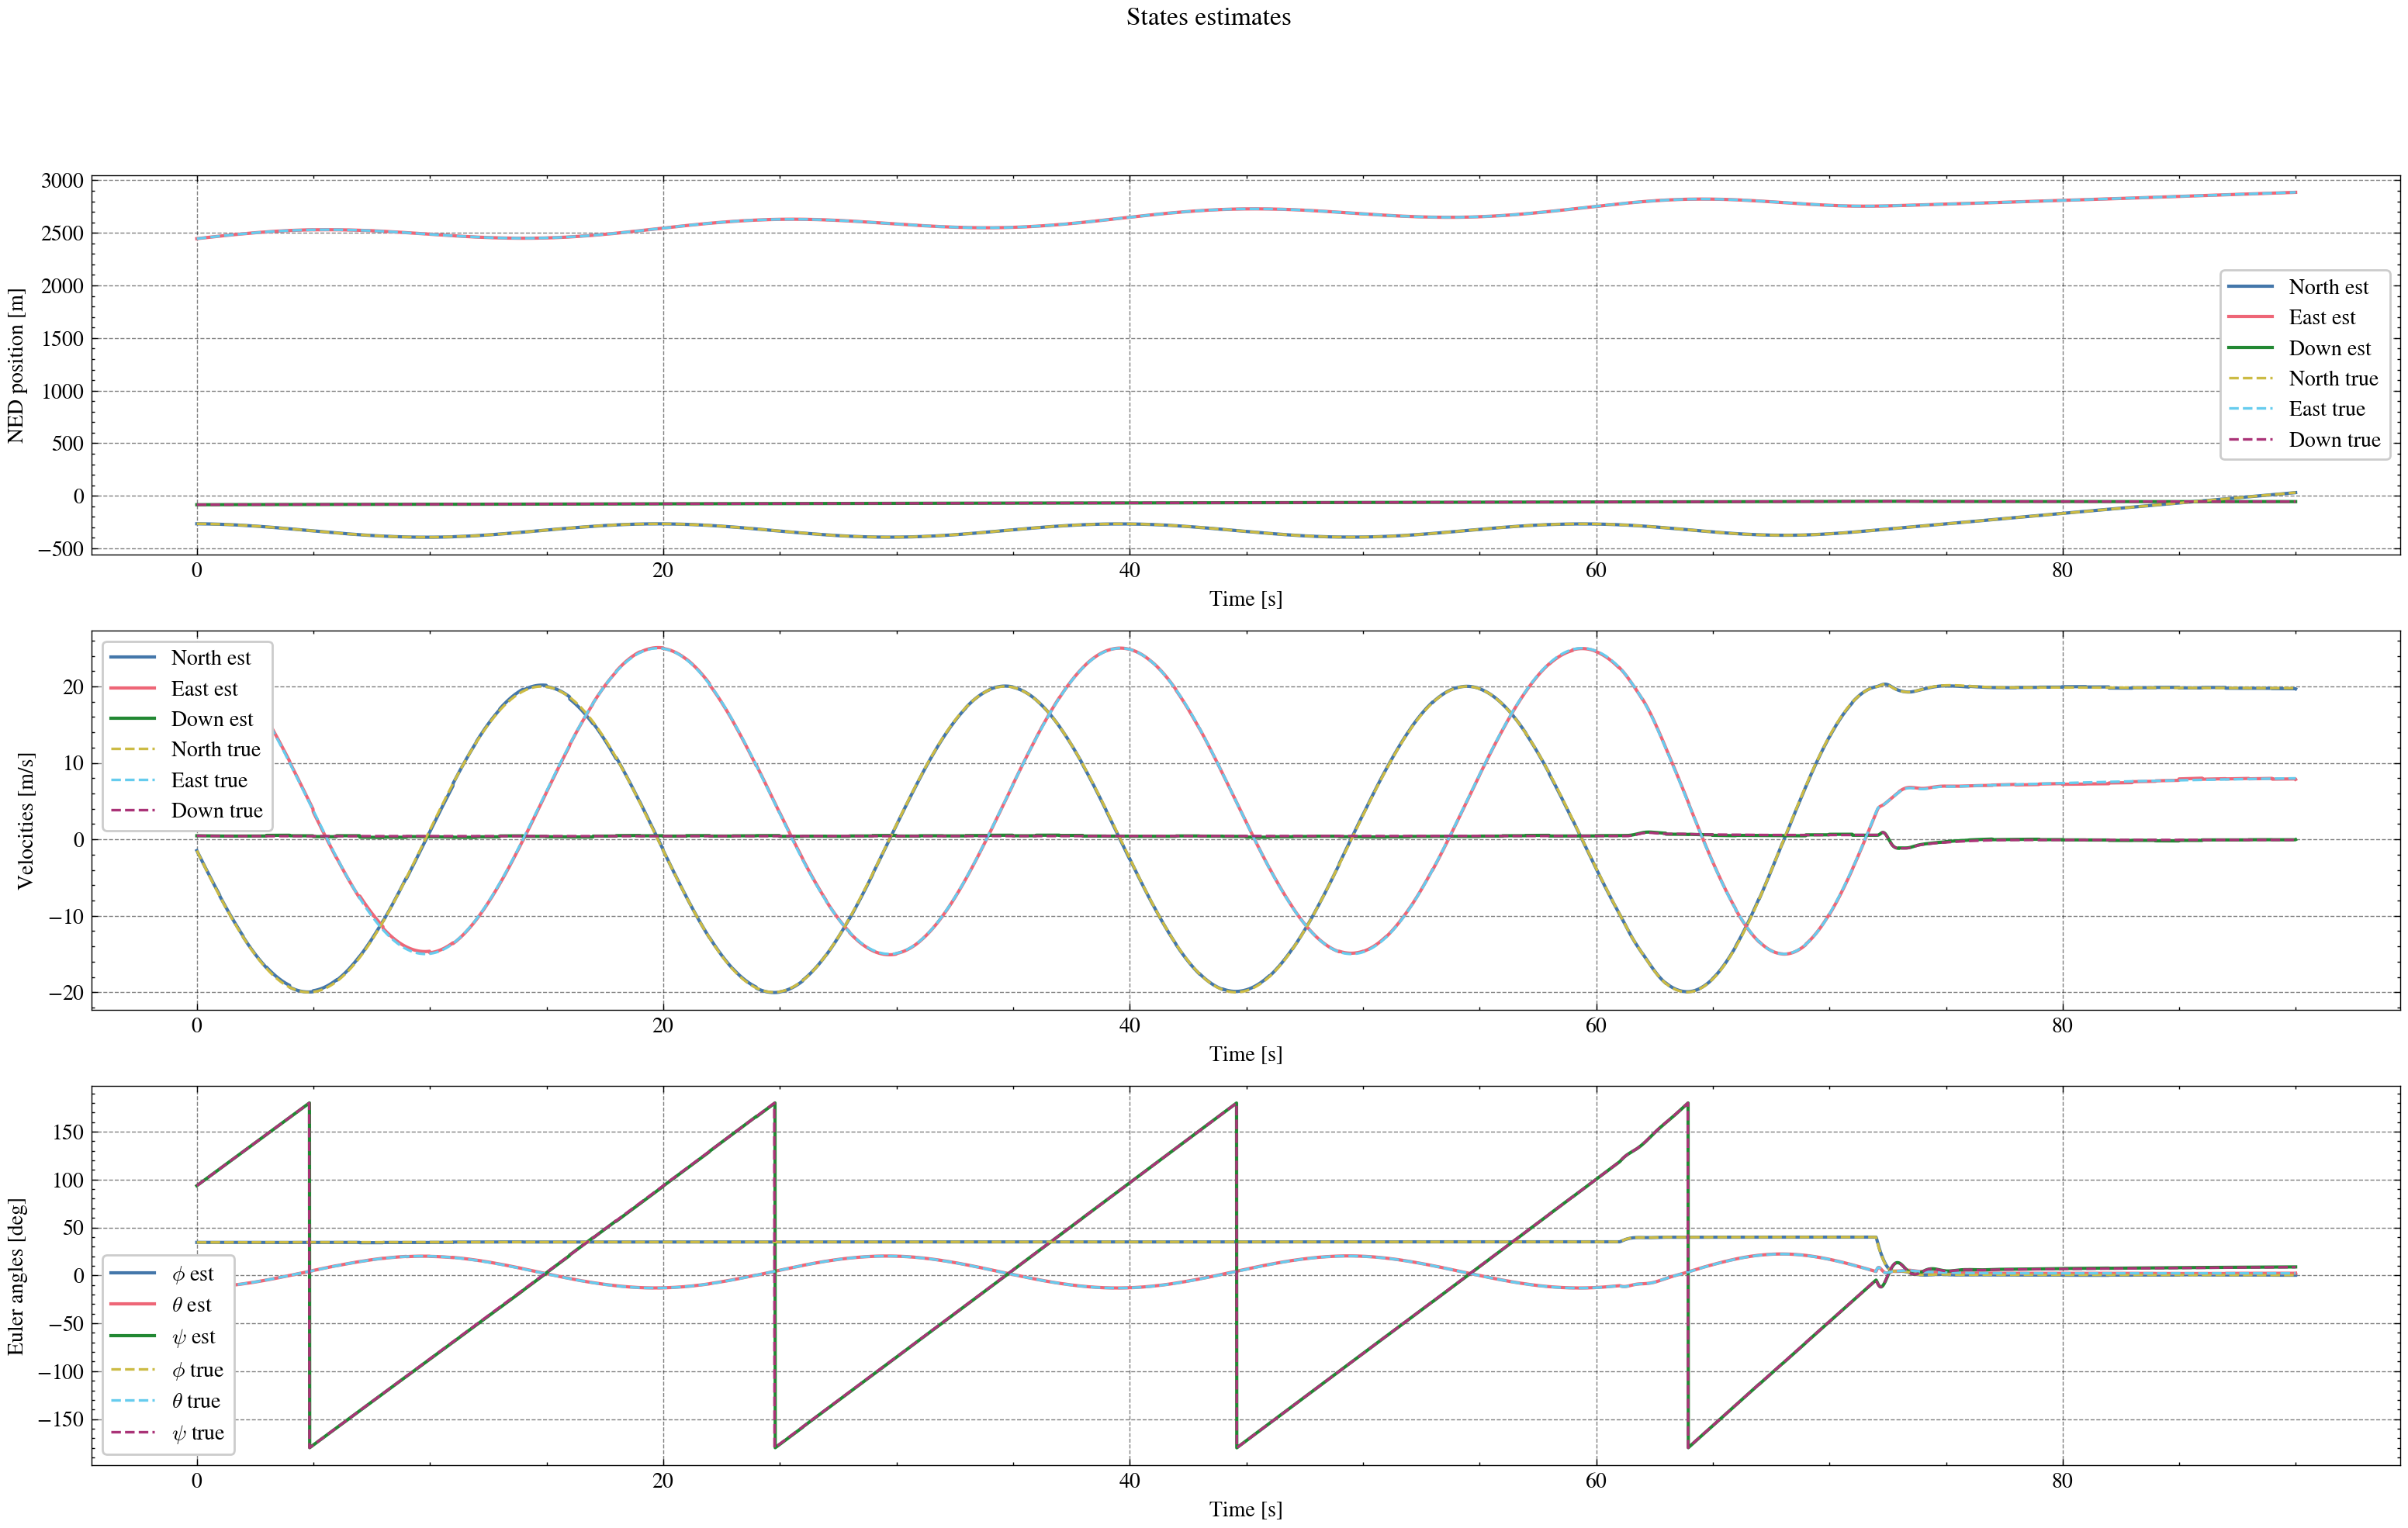 States estimates
3000
2500
2000
1500
1000
500
0
−500
NED position [m]
North est
East est
Down est
North true
East true
Down true
0 20 40 60 80
Time [s]
20
10
0
−10
−20
Velocities [m/s]
North est
East est
Down est
North true
East true
Down true
0 20 40 60 80
Time [s]
150
100
50
0
−50
−100
−150
Euler angles [deg]
ϕ est
θ est
ψ est
ϕ true
θ true
ψ true
0 20 40 60 80
Time [s]